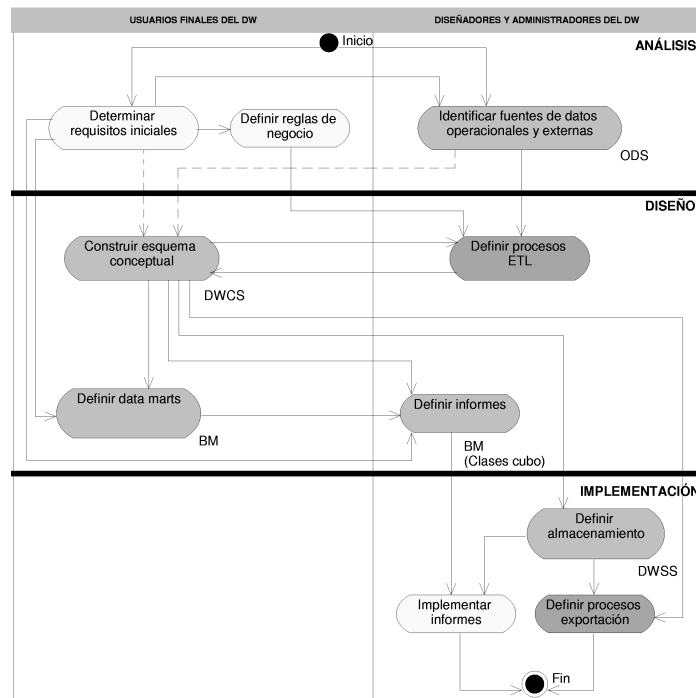 USUARIOS FINALES DEL DW
DISEÑADORES Y ADMINISTRADORES DEL DW
Inicio
ANÁLISIS
Determinar
requisitos iniciales
Definir reglas de
negocio
Identificar fuentes de datos
operacionales y externas
ODS
DISEÑO
Construir esquema
conceptual
Definir procesos
ETL
DWCS
Definir data marts
Definir informes
BM
BM
(Clases cubo)
IMPLEMENTACIÓN
Definir
almacenamiento
DWSS
Implementar
informes
Definir procesos
exportación
Fin